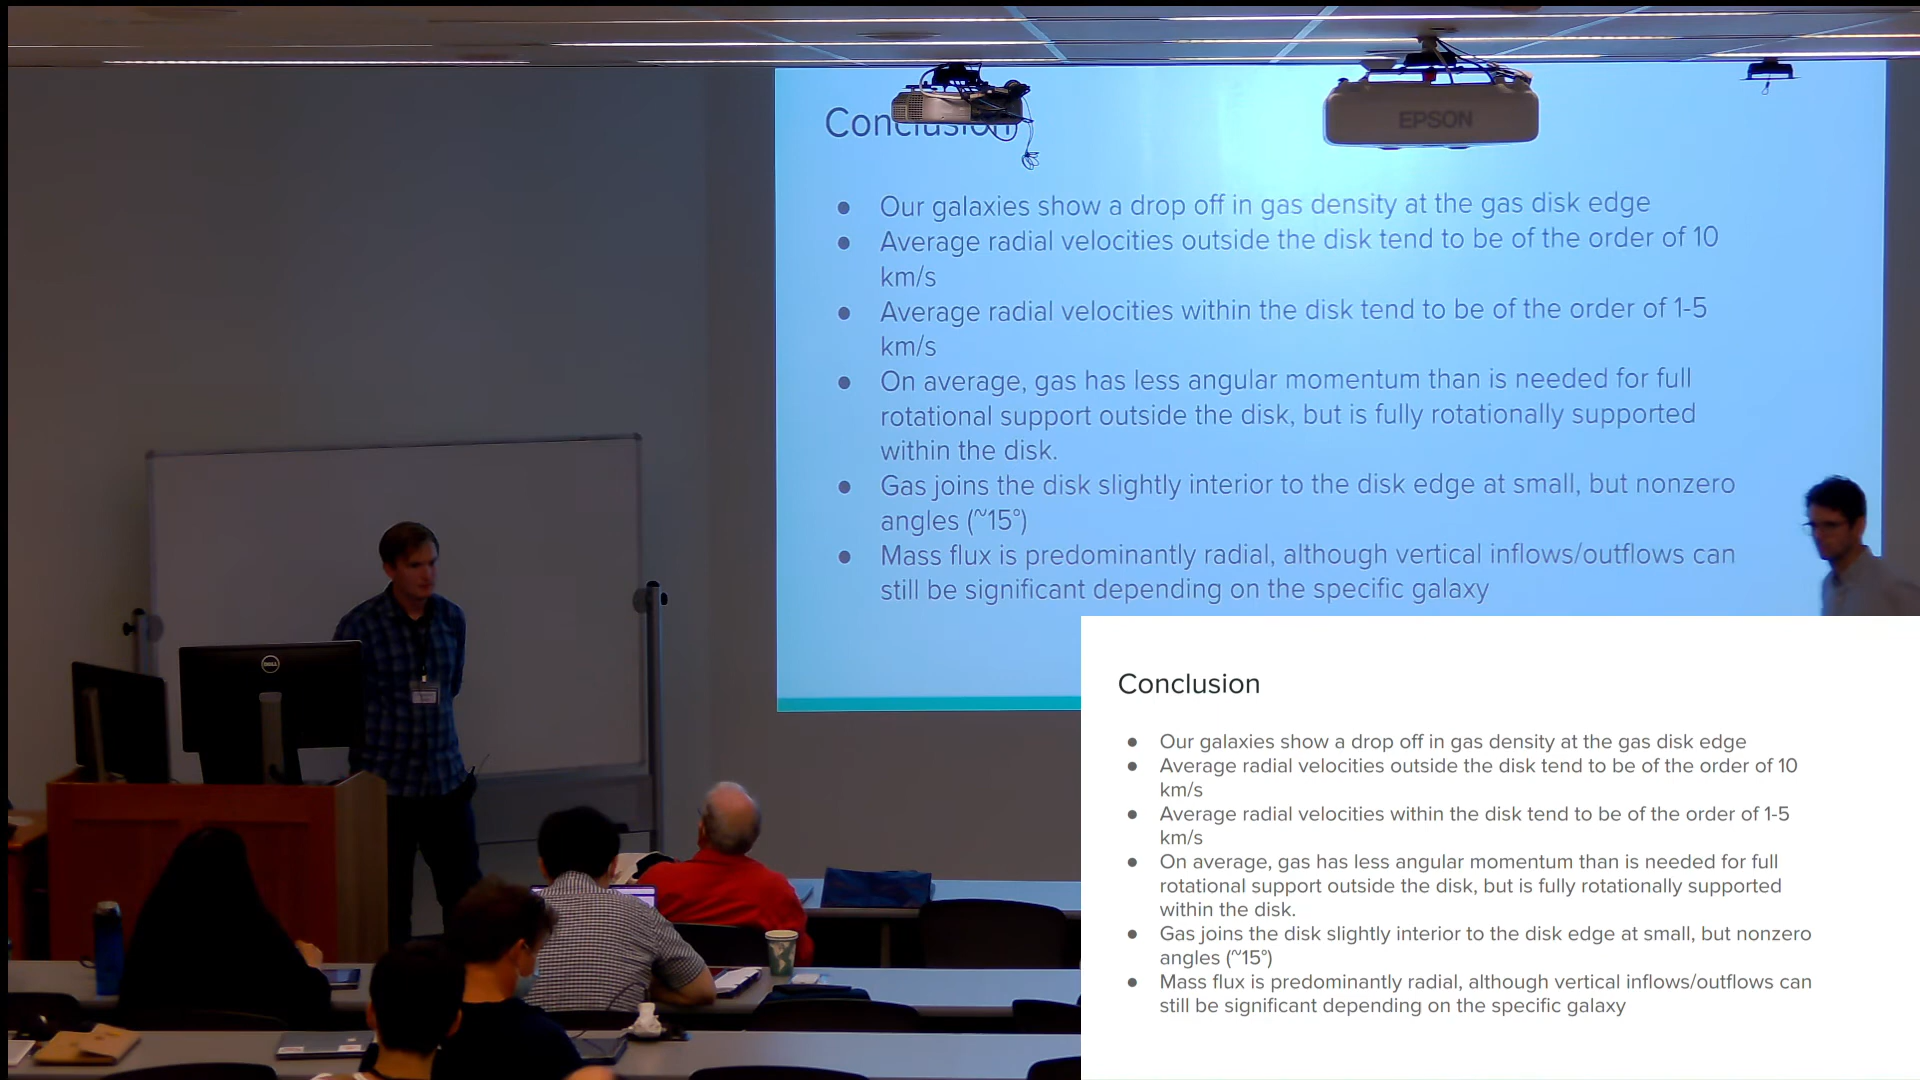 EPSON
Conclusion
● Our galaxies show a drop off in gas density at the gas disk edge
● Average radial velocities outside the disk tend to be of the order of 10
km/s
● Average radial velocities within the disk tend to be of the order of 1-5
km/s
● On average, gas has less angular momentum than is needed for full
rotational support outside the disk, but is fully rotationally supported
within the disk.
● Gas joins the disk slightly interior to the disk edge at small, but nonzero
angles (~15°)
● Mass flux is predominantly radial, although vertical inflows/outflows can
still be significant depending on the specific galaxy
DELL
Conclusion
● Our galaxies show a drop off in gas density at the gas disk edge
● Average radial velocities outside the disk tend to be of the order of 10
km/s
● Average radial velocities within the disk tend to be of the order of 1-5
km/s
● On average, gas has less angular momentum than is needed for full
rotational support outside the disk, but is fully rotationally supported
within the disk.
● Gas joins the disk slightly interior to the disk edge at small, but nonzero
angles (~15°)
● Mass flux is predominantly radial, although vertical inflows/outflows can
still be significant depending on the specific galaxy